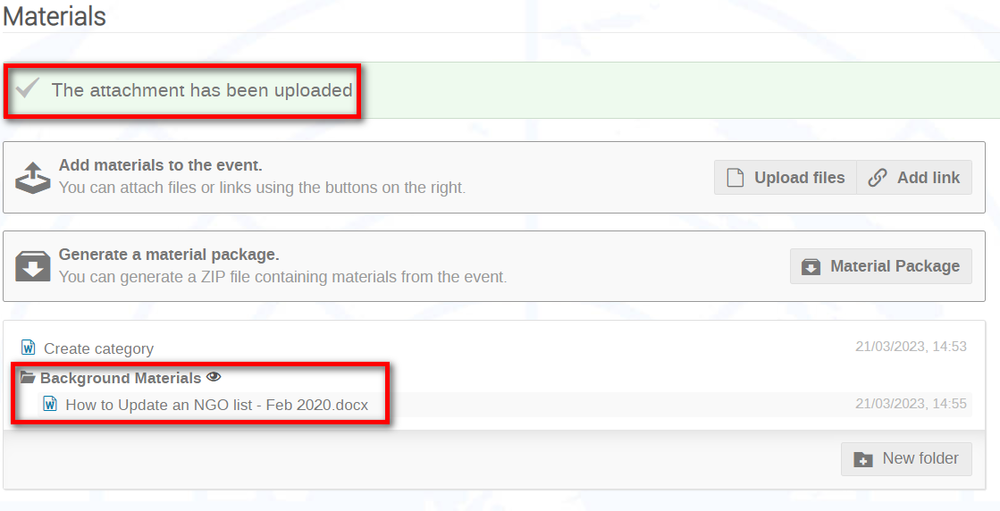 Materials
The attachment has been uploaded
Add materials to the event.
You can attach files or links using the buttons on the right.
Upload files
Add link
Generate a material package.
You can generate a ZIP file containing materials from the event.
Material Package
Create category
21/03/2023, 14:53
Background Materials
How to Update an NGO list - Feb 2020.docx
21/03/2023, 14:55
New folder